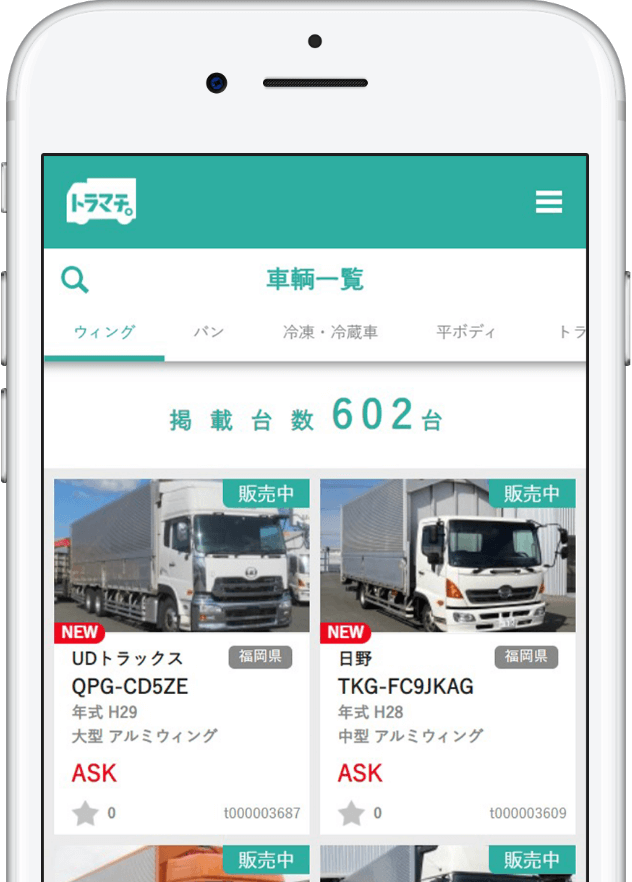 トラマチ。
車輌一覧
ウィング バン 冷凍・冷蔵車 平ボディ トラ
掲載台数 602台
販売中
NEW
UDトラックス 福岡県
QPG-CD5ZE
年式 H29
大型 アルミウィング
ASK
0 t000003687
販売中
NEW
日野 福岡県
TKG-FC9JKAG
年式 H28
中型 アルミウィング
ASK
0 t000003609
販売中
販売中